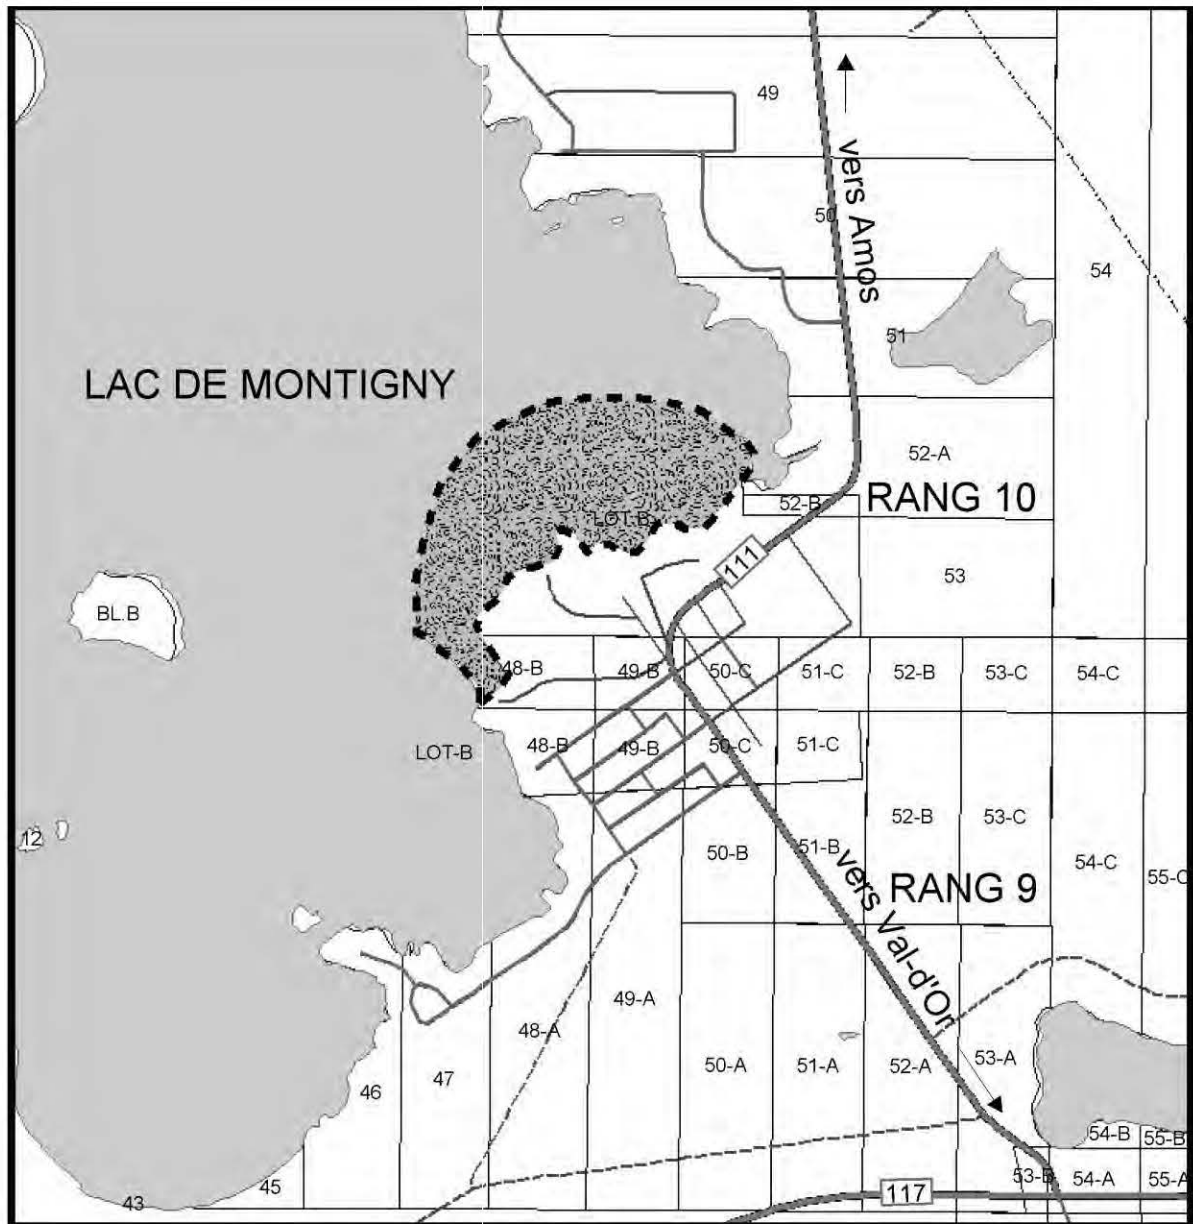 49
vers Amos
50
54
51
LAC DE MONTIGNY
52-A
RANG 10
52-B
LOT-B
111
53
BL.B
48-B
49-B
50-C
51-C
52-B
53-C
54-C
48-B
49-B
50-C
51-C
LOT-B
52-B
53-C
12
50-B
51-B
54-C
55-C
vers Val-d'Or
RANG 9
49-A
48-A
53-A
50-A
51-A
52-A
47
46
54-B
55-B
53-B
54-A
55-A
45
117
43